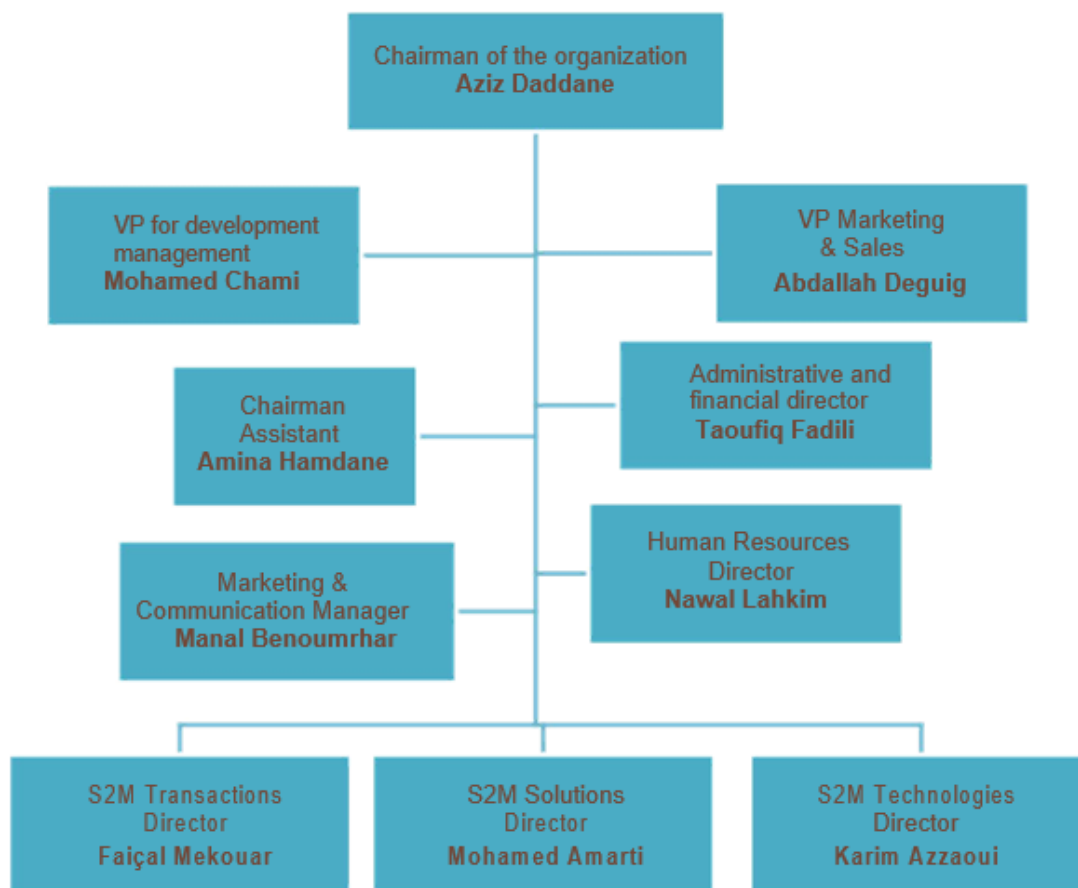 Chairman of the organization
Aziz Daddane
VP for development
management
Mohamed Chami
VP Marketing
& Sales
Abdallah Deguig
Chairman
Assistant
Amina Hamdane
Administrative and
financial director
Taoufiq Fadili
Marketing &
Communication Manager
Manal Benoumrhar
Human Resources
Director
Nawal Lahkim
S2M Transactions
Director
Faiçal Mekouar
S2M Solutions
Director
Mohamed Amarti
S2M Technologies
Director
Karim Azzaoui